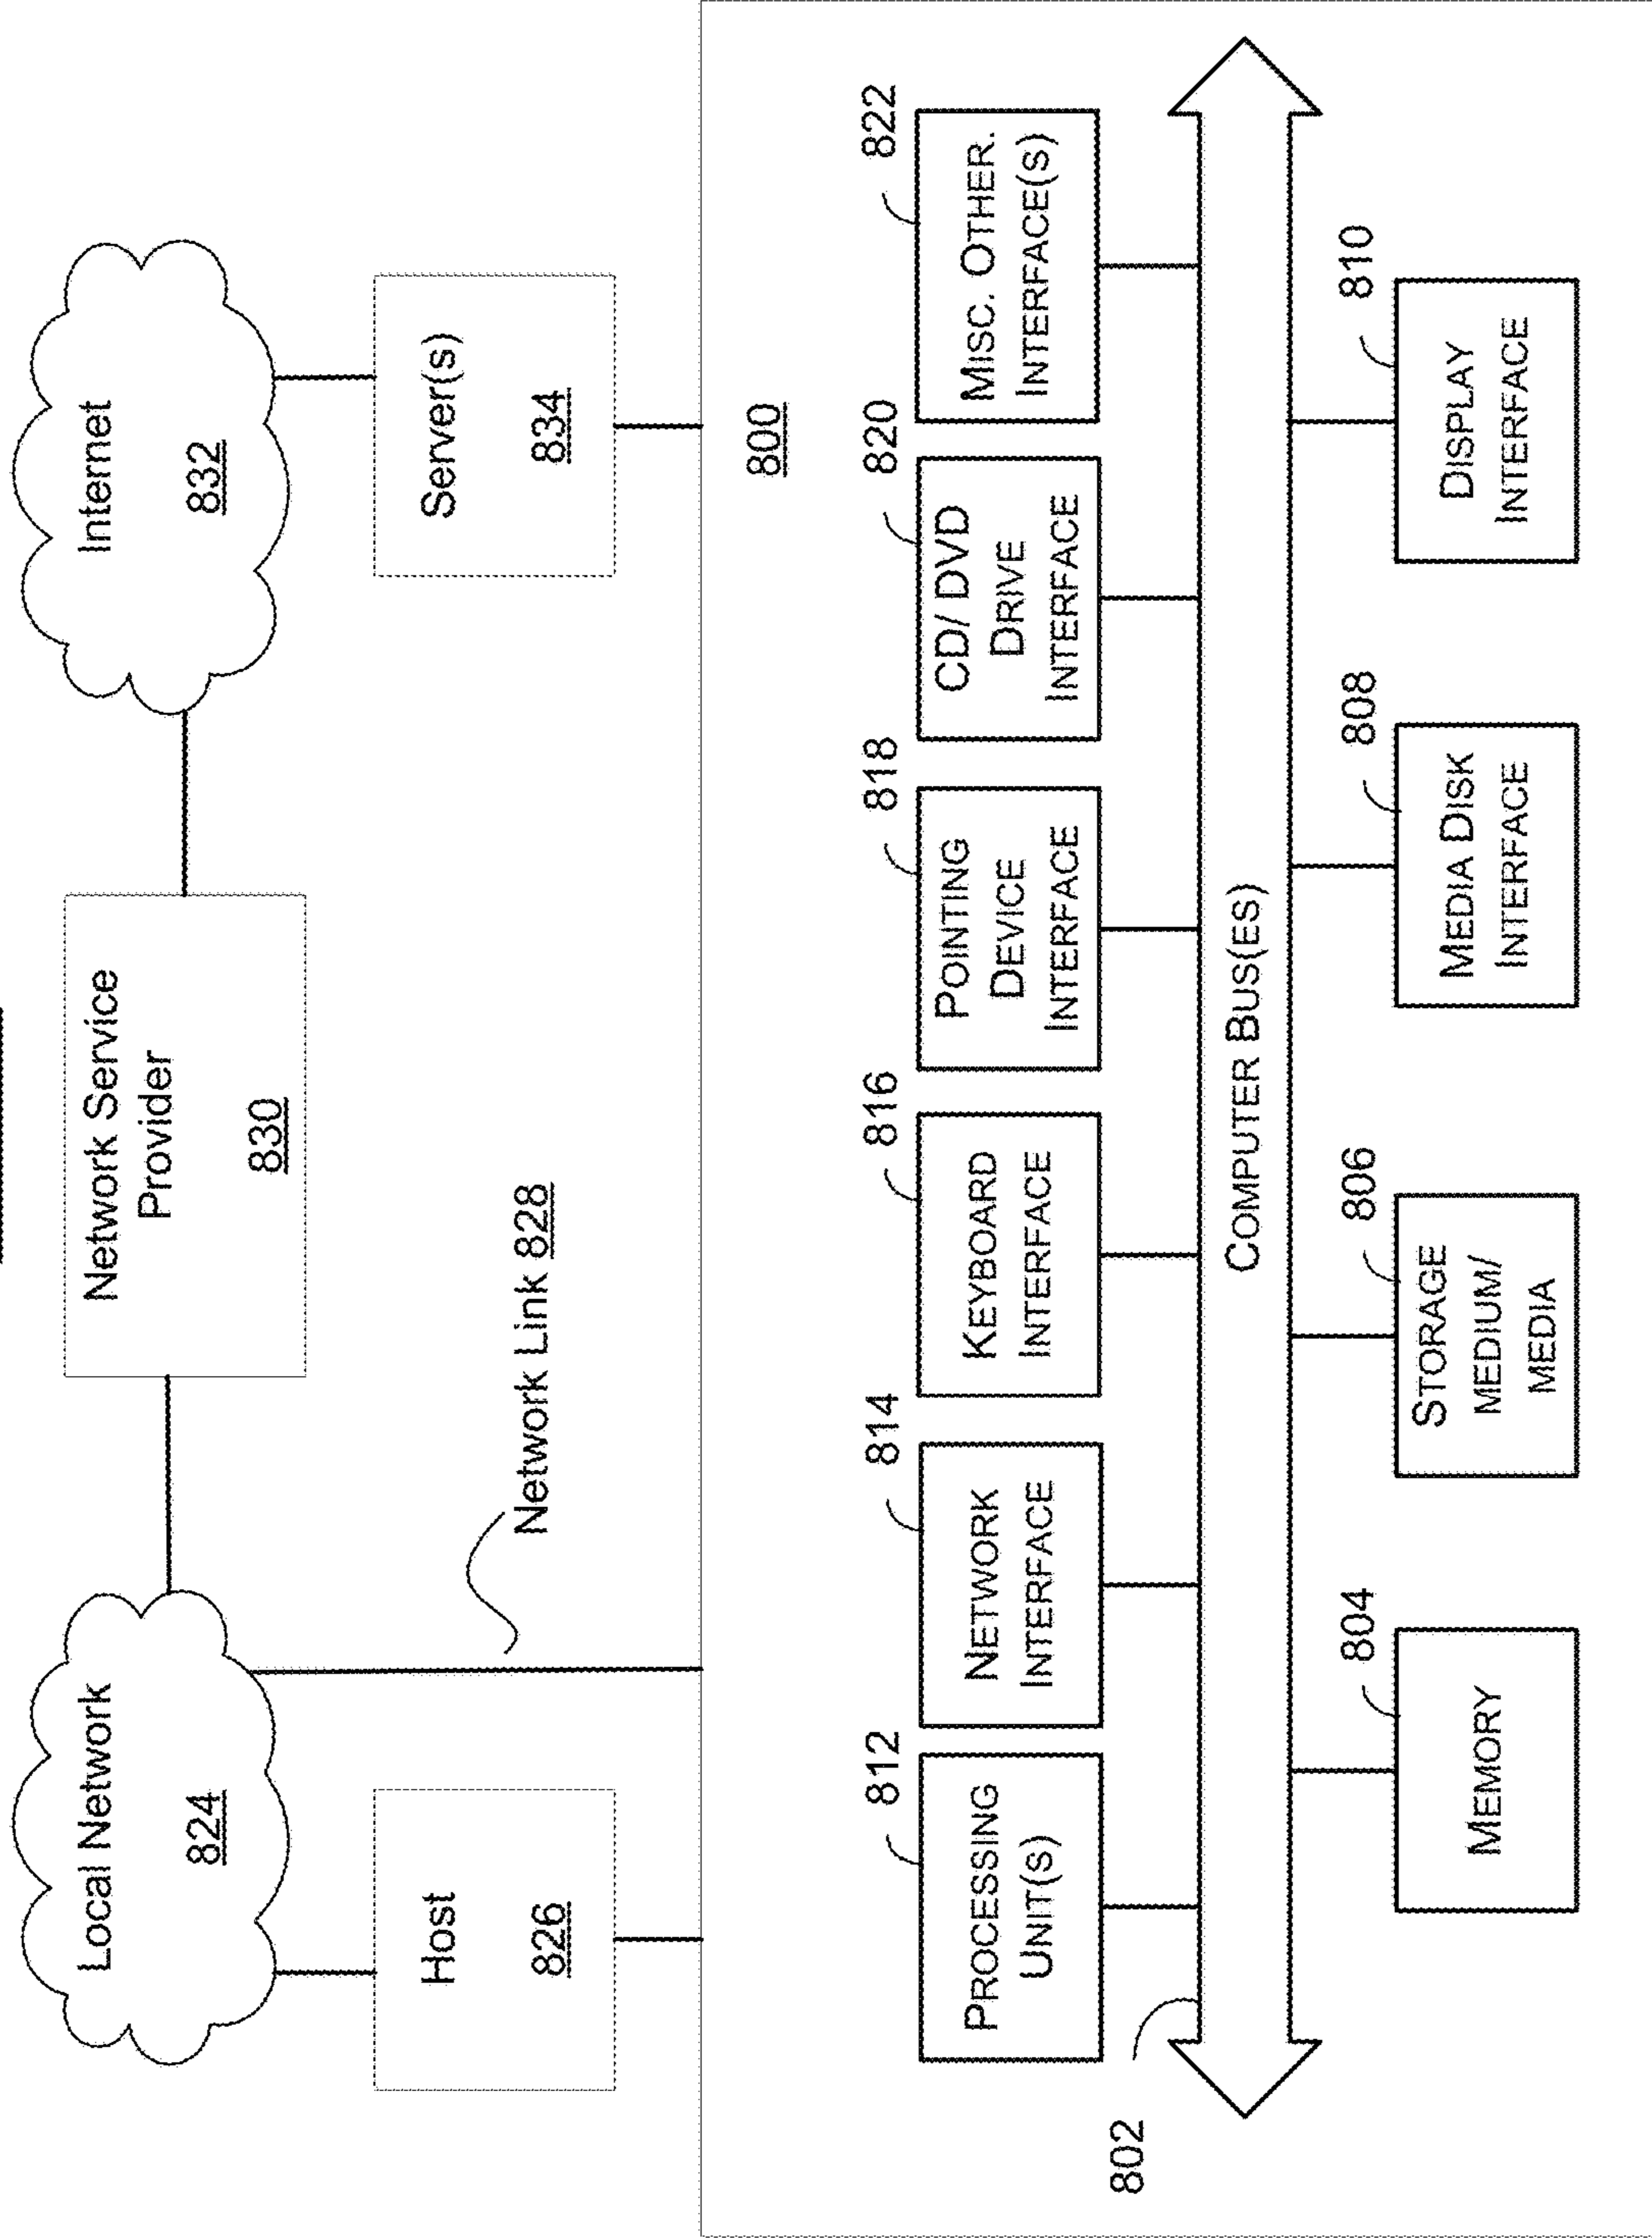 Local Network
824
Network Service
Provider
830
Internet
832
Host
826
Network Link 828
Server(s)
834
800
812
PROCESSING
UNIT(S)
814
NETWORK
INTERFACE
816
KEYBOARD
INTERFACE
818
POINTING
DEVICE
INTERFACE
820
CD/ DVD
DRIVE
INTERFACE
822
MISC. OTHER.
INTERFACE(S)
802
COMPUTER BUS(ES)
804
MEMORY
806
STORAGE
MEDIUM/
MEDIA
808
MEDIA DISK
INTERFACE
810
DISPLAY
INTERFACE